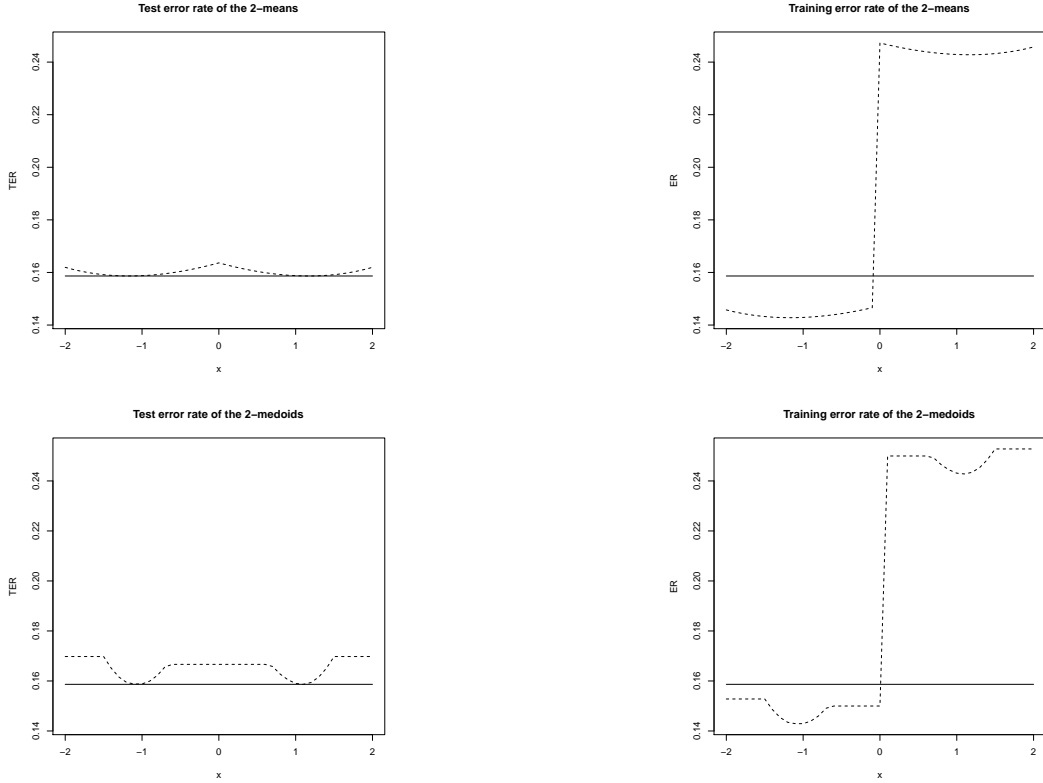 Test error rate of the 2−means
TER
0.14 0.16 0.18 0.20 0.22 0.24
−2 −1 0 1 2
x
Training error rate of the 2−means
ER
0.14 0.16 0.18 0.20 0.22 0.24
−2 −1 0 1 2
x
Test error rate of the 2−medoids
TER
0.14 0.16 0.18 0.20 0.22 0.24
−2 −1 0 1 2
x
Training error rate of the 2−medoids
ER
0.14 0.16 0.18 0.20 0.22 0.24
−2 −1 0 1 2
x